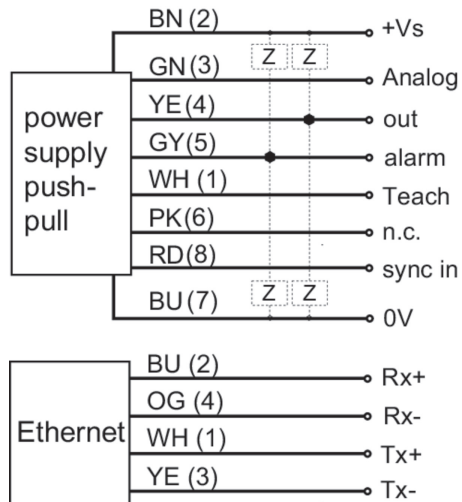 BN (2) +Vs
Z Z
GN (3) Analog
YE (4) out
GY(5) alarm
WH (1) Teach
PK(6) n.c.
RD(8) sync in
Z Z
BU(7) 0V
power
supply
push-
pull
BU (2) Rx+
OG (4) Rx-
WH (1) Tx+
YE (3) Tx-
Ethernet